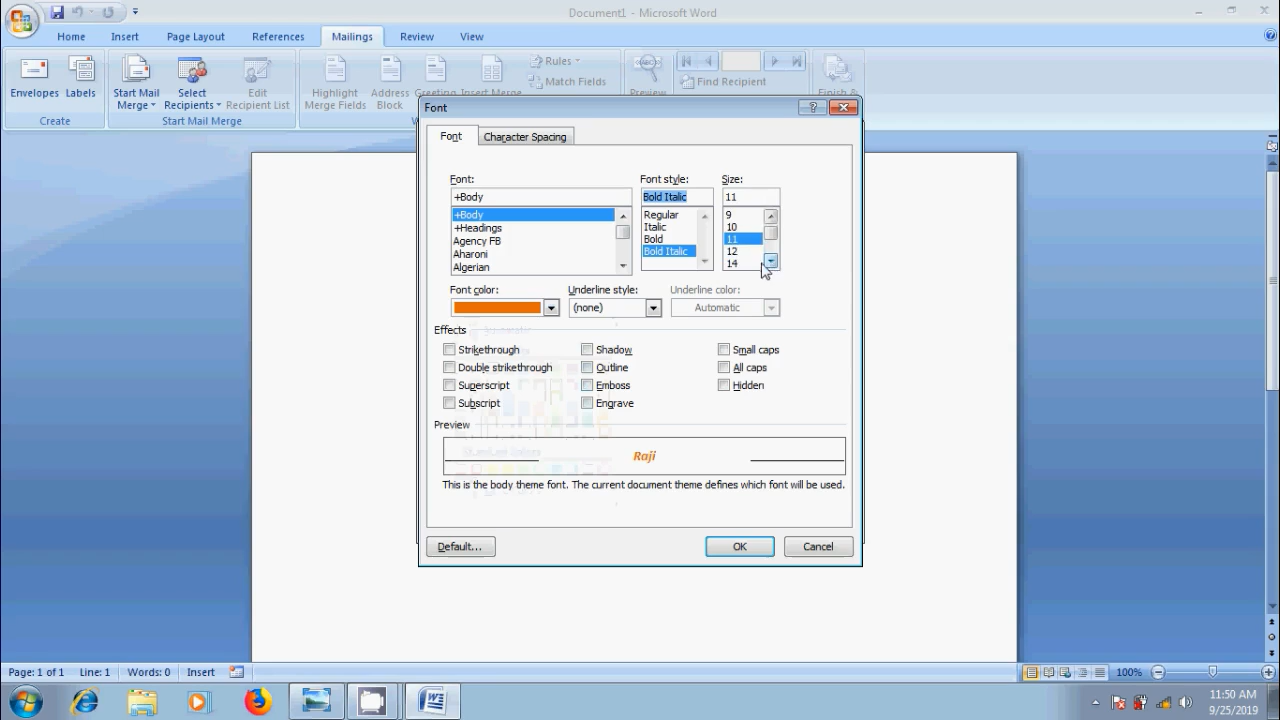 Document1 - Microsoft Word
Home Insert Page Layout References Mailings Review View
Envelopes Labels
Start Mail Merge
Select Recipients
Edit Recipient List
Highlight Merge Fields
Address Block
Greeting
Insert Merge
Rules
Match Fields
Preview
Find Recipient
Finish &
Create
Start Mail Merge
Font
Font Character Spacing
Font: Font style: Size:
+Body Bold Italic 11
+Body Regular 9
+Headings Italic 10
Agency FB Bold 11
Aharoni Bold Italic 12
Algerian 14
Font color: Underline style: Underline color:
(none) Automatic
Effects
Strikethrough Shadow Small caps
Double strikethrough Outline All caps
Superscript Emboss Hidden
Subscript Engrave
Preview
Raji
This is the body theme font. The current document theme defines which font will be used.
Default... OK Cancel
Page: 1 of 1 Line: 1 Words: 0 Insert 100%
11:50 AM
9/25/2019